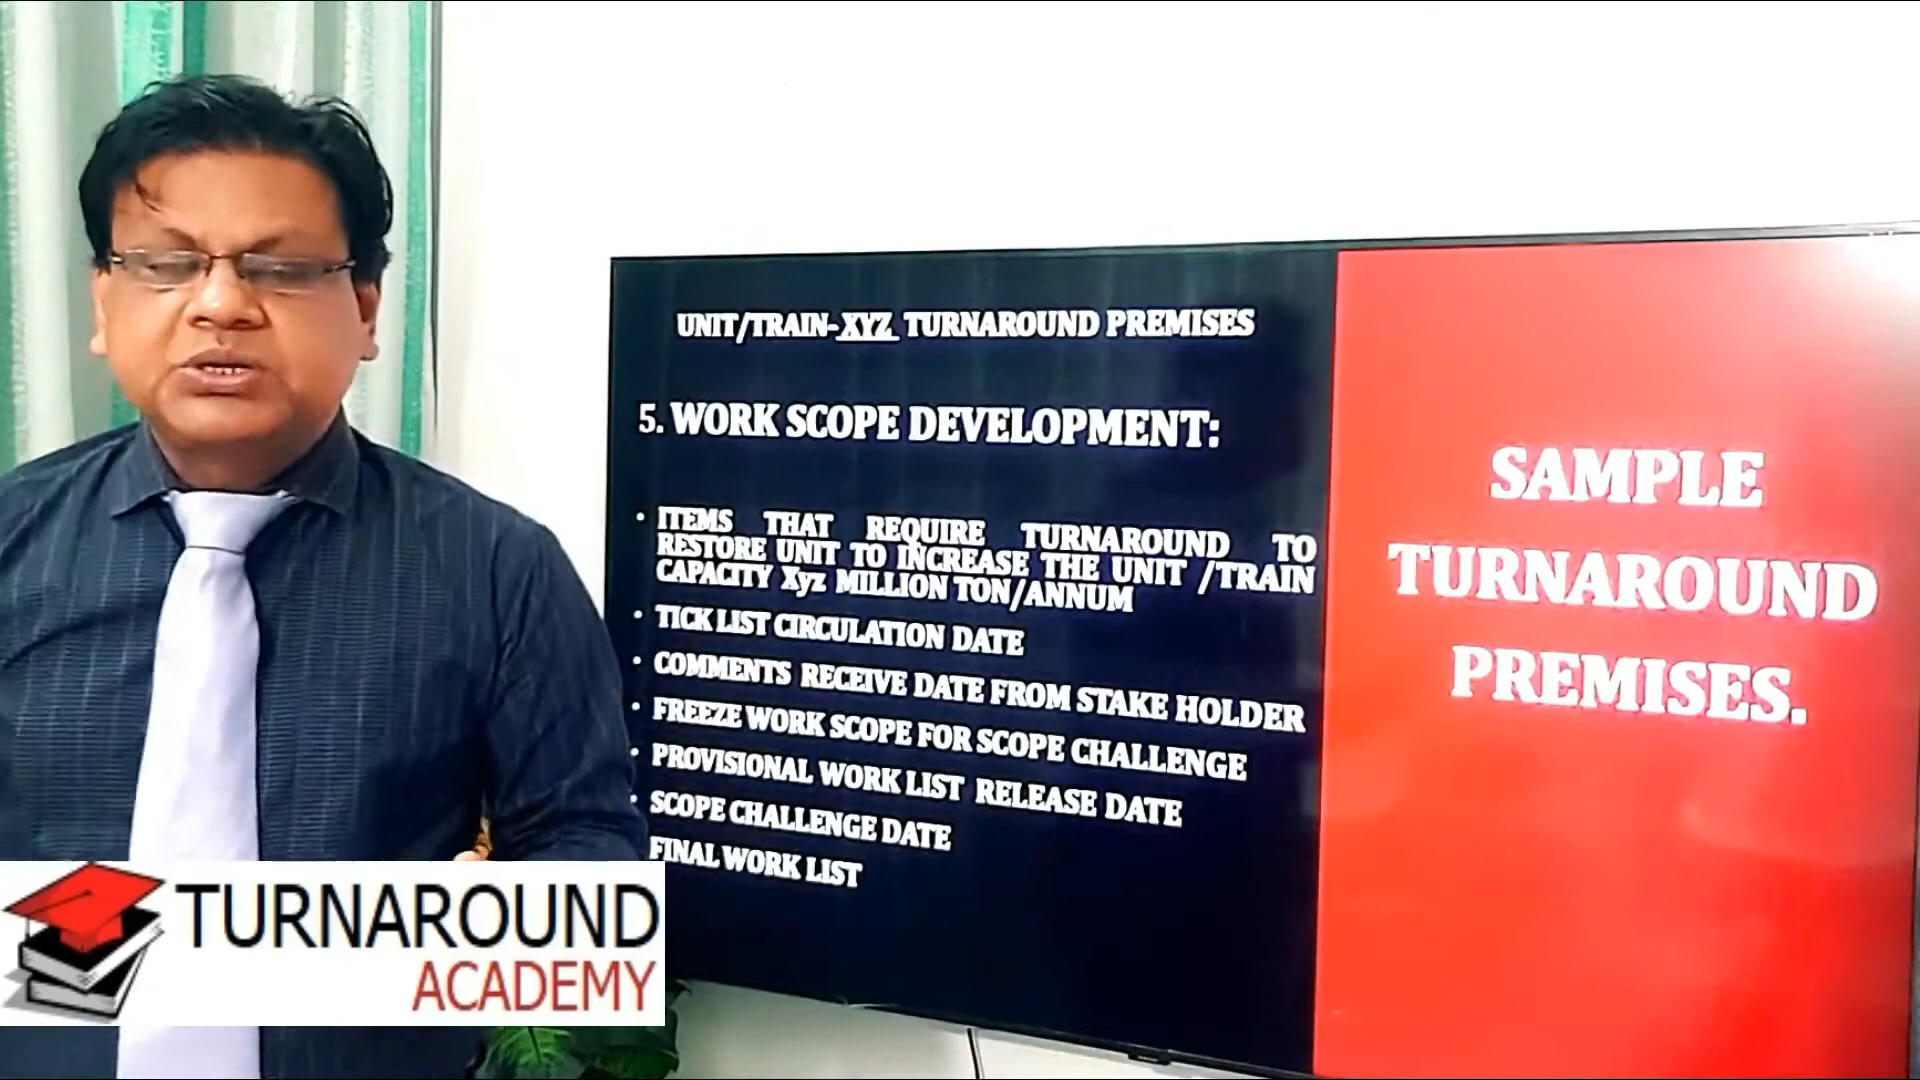 UNIT/TRAIN-XYZ TURNAROUND PREMISES
5. WORK SCOPE DEVELOPMENT:
• ITEMS THAT REQUIRE TURNAROUND TO
RESTORE UNIT TO INCREASE THE UNIT /TRAIN
CAPACITY Xyz MILLION TON/ANNUM
• TICK LIST CIRCULATION DATE
• COMMENTS RECEIVE DATE FROM STAKE HOLDER
• FREEZE WORK SCOPE FOR SCOPE CHALLENGE
• PROVISIONAL WORK LIST RELEASE DATE
• SCOPE CHALLENGE DATE
FINAL WORK LIST
SAMPLE
TURNAROUND
PREMISES.
TURNAROUND
ACADEMY